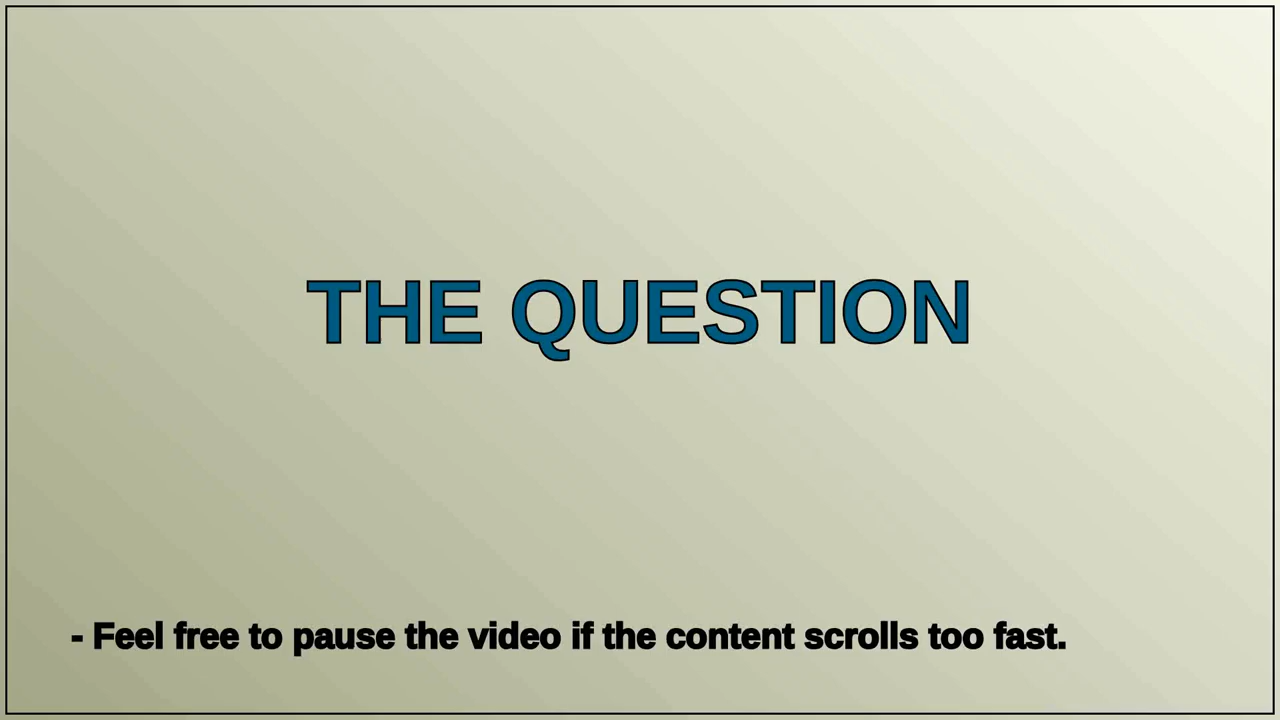 THE QUESTION
- Feel free to pause the video if the content scrolls too fast.